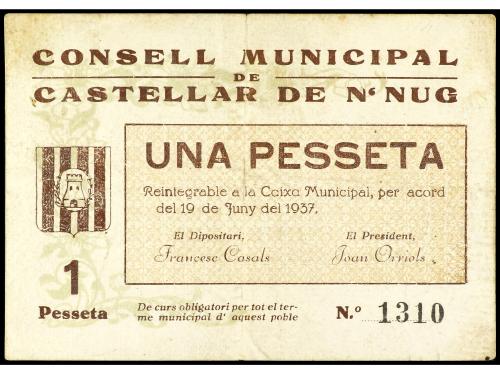 CONSELL MUNICIPAL
DE
CASTELLAR DE N'NUG
UNA PESSETA
Reintegrable a la Caixa Municipal, per acord
del 19 de Juny del 1937.
El Dipositari,
Francesc Casals
El President,
Joan Orriols
1
Pesseta
De curs obligatori per tot el ter-
me municipal d' aquest poble
N.º 1310